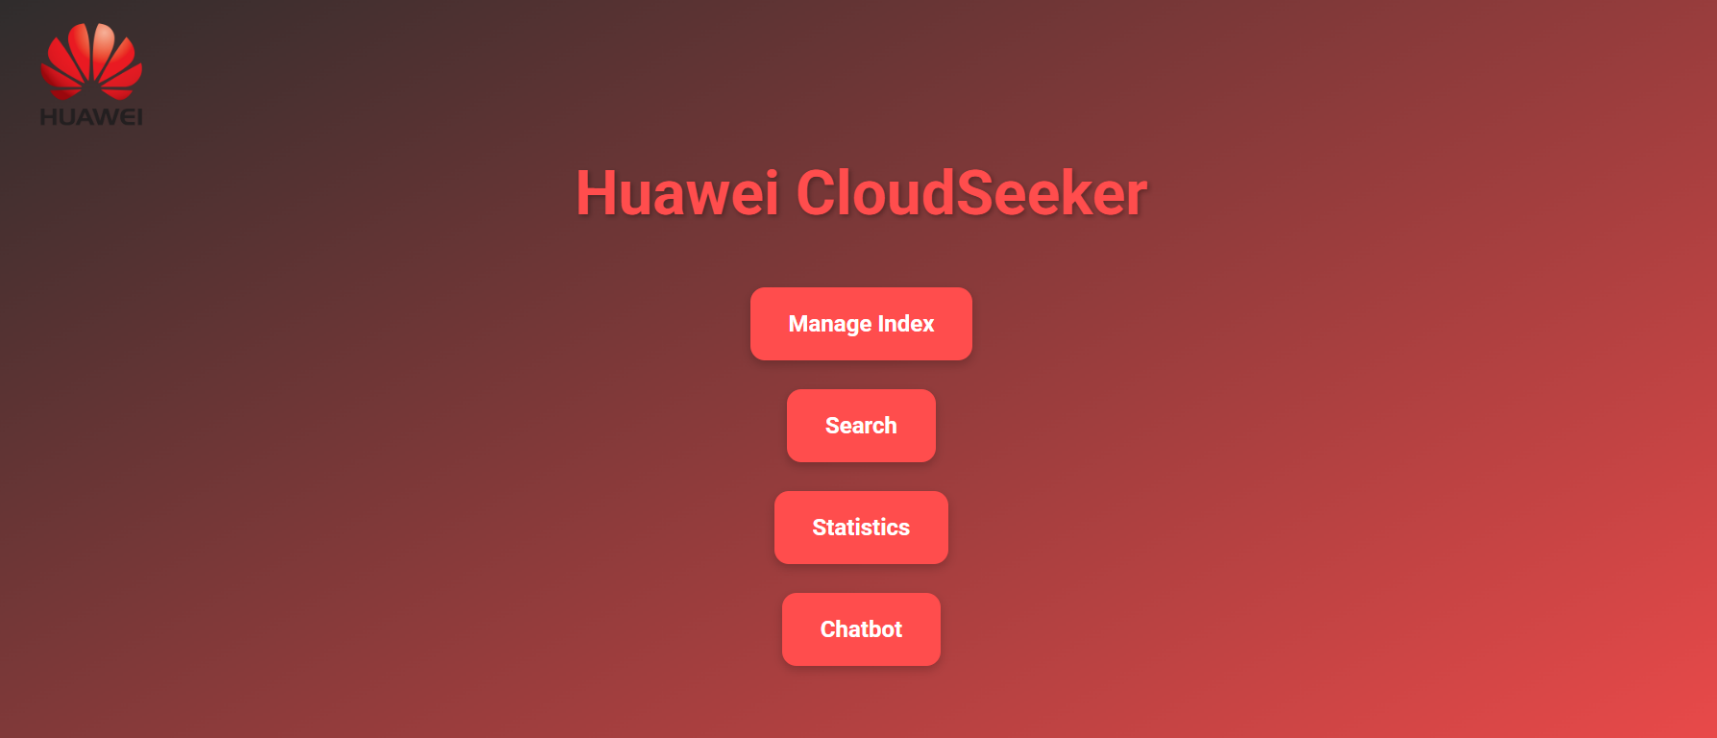 HUAWEI
Huawei CloudSeeker
Manage Index
Search
Statistics
Chatbot